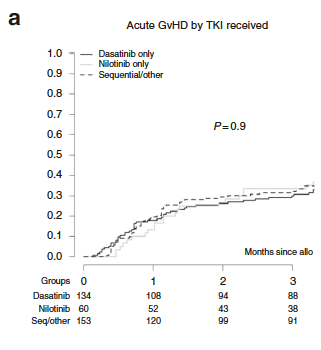 a
Acute GvHD by TKI received
1.0
0.9
0.8
0.7
0.6
0.5
0.4
0.3
0.2
0.1
0.0
Dasatinib only
Nilotinib only
Sequential/other
P=0.9
Months since allo
Groups 0 1 2 3
Dasatinib 134 108 94 88
Nilotinib 60 52 43 38
Seq/other 153 120 99 91